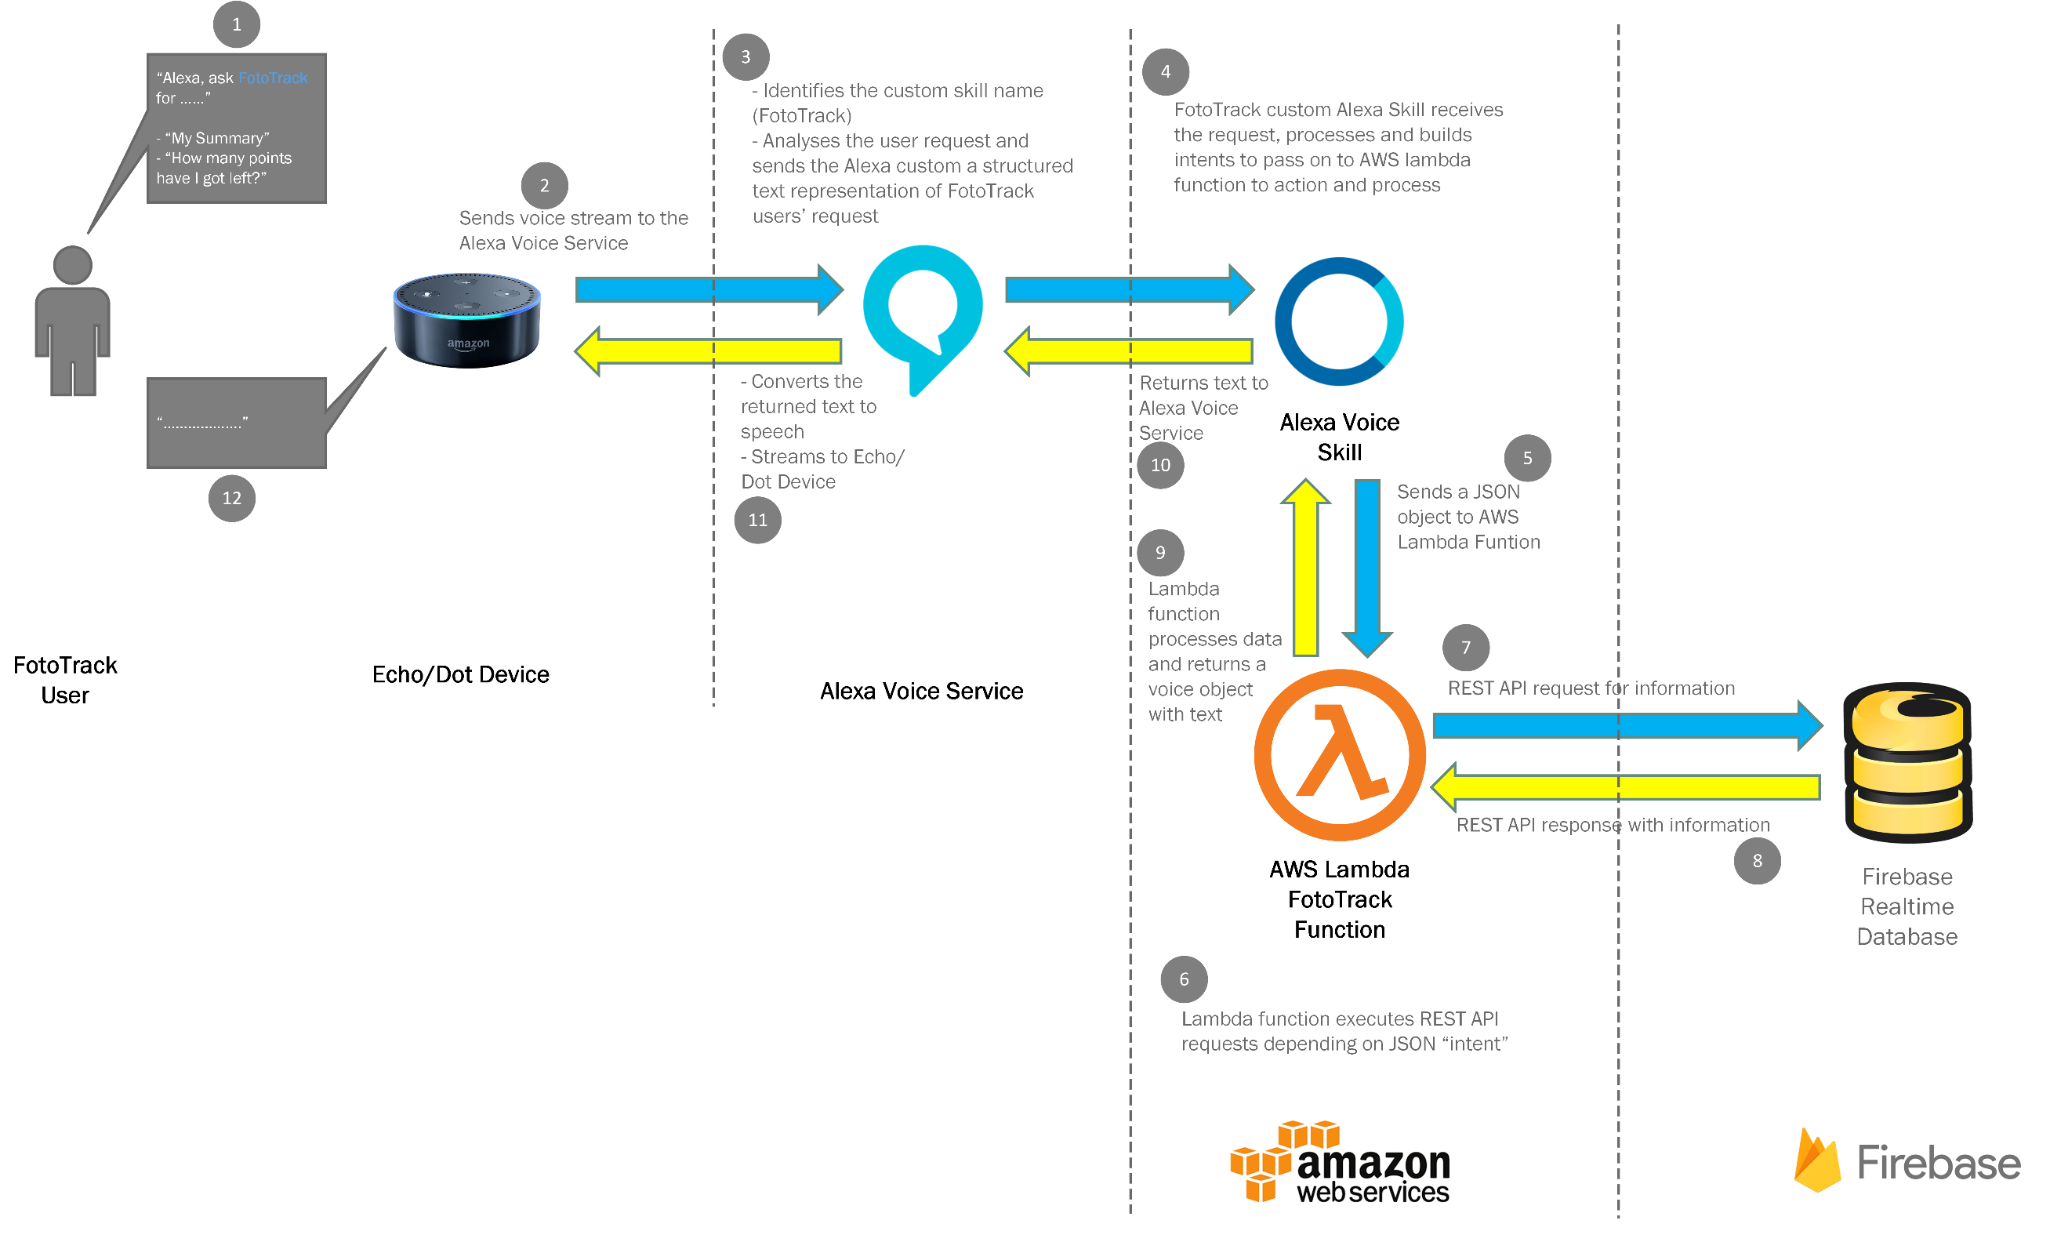 1
“Alexa, ask FotoTrack
for ......”
- “My Summary”
- “How many points
have I got left?”
2
Sends voice stream to the
Alexa Voice Service
3
- Identifies the custom skill name
(FotoTrack)
- Analyses the user request and
sends the Alexa custom a structured
text representation of FotoTrack
users’ request
4
FotoTrack custom Alexa Skill receives
the request, processes and builds
intents to pass on to AWS lambda
function to action and process
amazon
“...................”
12
- Converts the
returned text to
speech
- Streams to Echo/
Dot Device
11
Returns text to
Alexa Voice
Service
10
Alexa Voice
Skill
5
Sends a JSON
object to AWS
Lambda Funtion
9
Lambda
function
processes data
and returns a
voice object
with text
7
REST API request for information
REST API response with information
8
FotoTrack
User
Echo/Dot Device
Alexa Voice Service
AWS Lambda
FotoTrack
Function
Firebase
Realtime
Database
6
Lambda function executes REST API
requests depending on JSON “intent”
amazon
webservices
Firebase